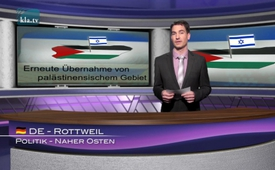 kla.tv
Erneute Übernahme von
palästinensischem Gebiet
DE - Rottweil
Politik - Naher Osten